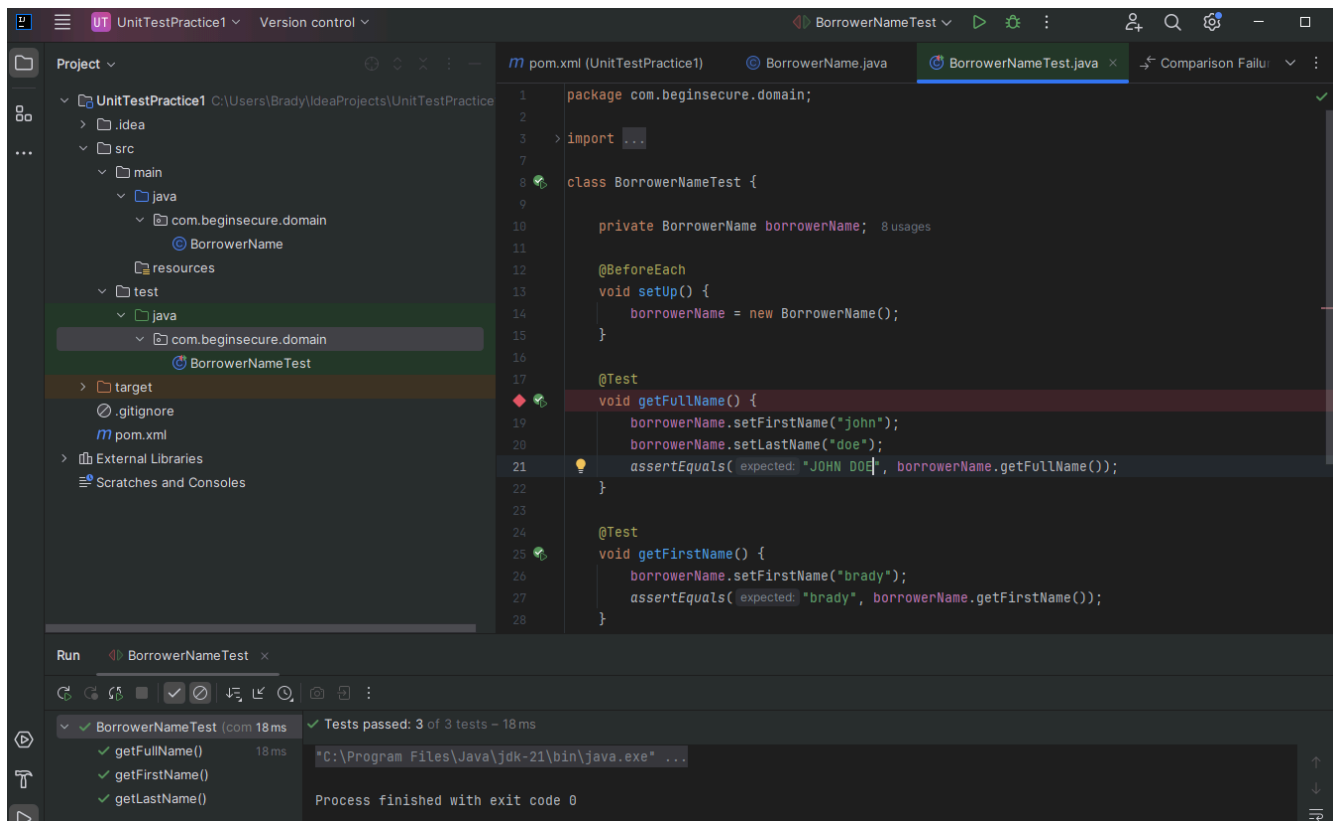 UT UnitTestPractice1 Version control BorrowerNameTest
Project
UnitTestPractice1 C:\Users\Brady\IdeaProjects\UnitTestPractice
.idea
src
main
java
com.beginsecure.domain
BorrowerName
resources
test
java
com.beginsecure.domain
BorrowerNameTest
target
.gitignore
m pom.xml
External Libraries
Scratches and Consoles
m pom.xml (UnitTestPractice1) BorrowerName.java BorrowerNameTest.java Comparison Failu
1 package com.beginsecure.domain;
2
3 import ...
7
8 class BorrowerNameTest {
9
10 private BorrowerName borrowerName; 8 usages
11
12 @BeforeEach
13 void setUp() {
14 borrowerName = new BorrowerName();
15 }
16
17 @Test
void getFullName() {
19 borrowerName.setFirstName("john");
20 borrowerName.setLastName("doe");
21 assertEquals( expected: "JOHN DOE", borrowerName.getFullName());
22 }
23
24 @Test
25 void getFirstName() {
26 borrowerName.setFirstName("brady");
27 assertEquals( expected: "brady", borrowerName.getFirstName());
28 }
Run BorrowerNameTest
BorrowerNameTest (com 18 ms
getFullName() 18 ms
getFirstName()
getLastName()
Tests passed: 3 of 3 tests – 18 ms
"C:\Program Files\Java\jdk-21\bin\java.exe" ...
Process finished with exit code 0